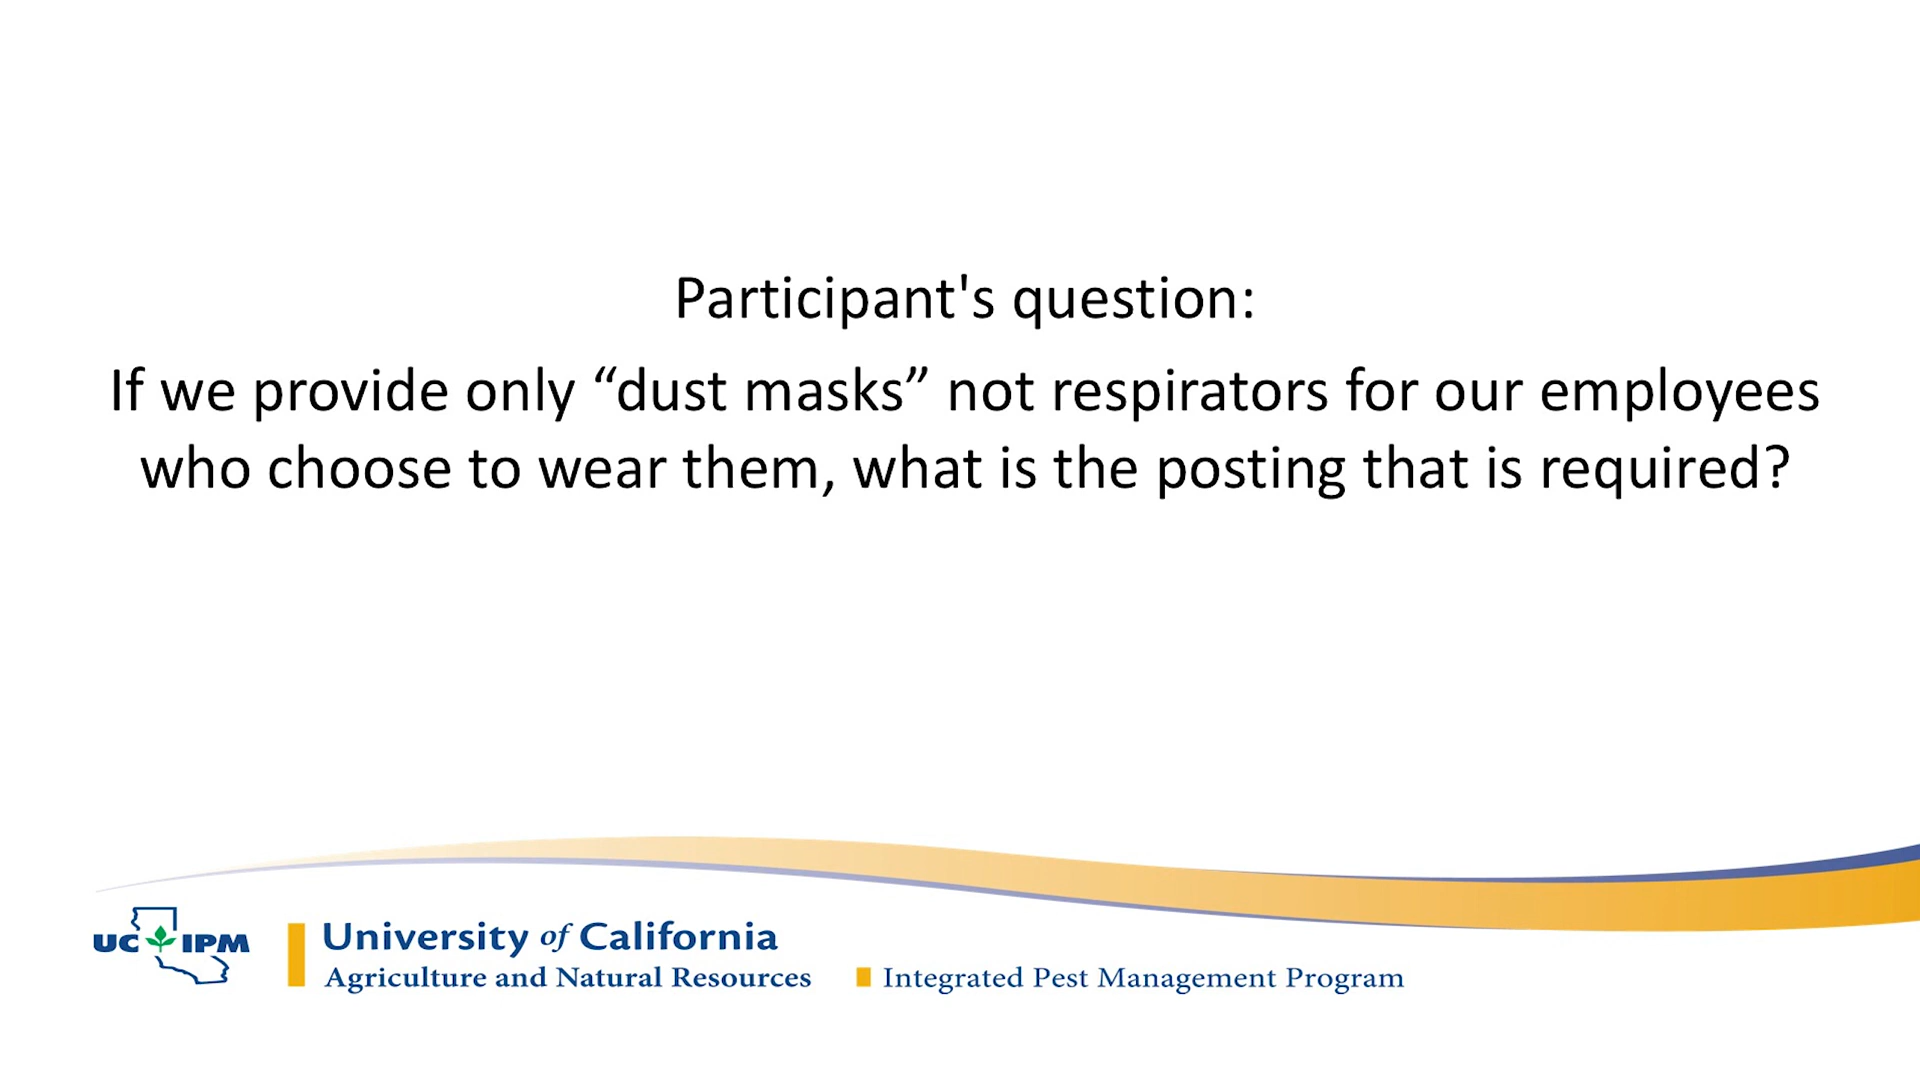 Participant's question:
If we provide only “dust masks” not respirators for our employees
who choose to wear them, what is the posting that is required?
UC IPM
University of California
Agriculture and Natural Resources
Integrated Pest Management Program